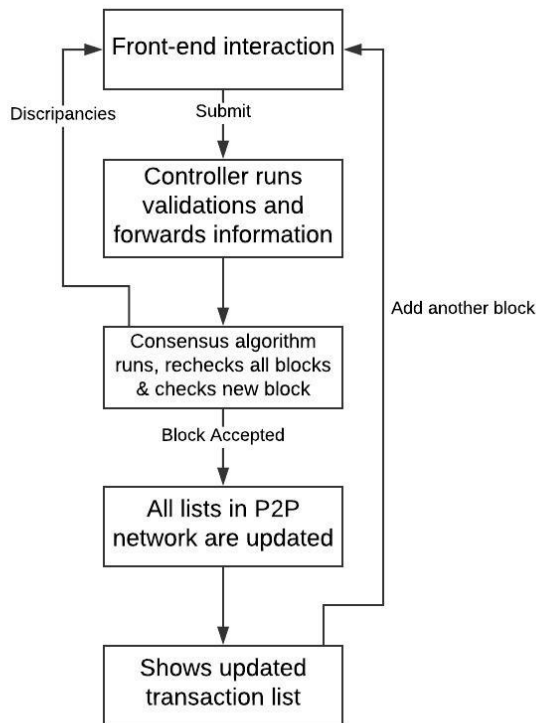 Front-end interaction
Discripancies
Submit
Controller runs
validations and
forwards information
Add another block
Consensus algorithm
runs, rechecks all blocks
& checks new block
Block Accepted
All lists in P2P
network are updated
Shows updated
transaction list